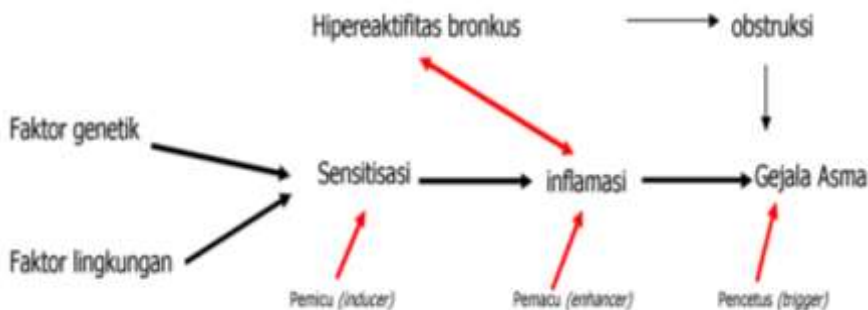 Hipereaktifitas bronkus
obstruksi
Faktor genetik
Sensitisasi
inflamasi
Gejala Asma
Faktor lingkungan
Pemicu (inducer)
Pemacu (enhancer)
Pencetus (trigger)